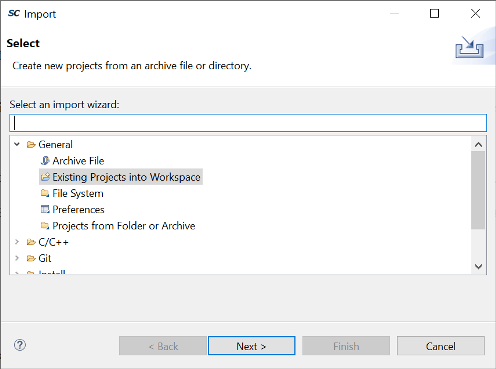 SC Import
Select
Create new projects from an archive file or directory.
Select an import wizard:
General
Archive File
Existing Projects into Workspace
File System
Preferences
Projects from Folder or Archive
C/C++
Git
Install
?
< Back
Next >
Finish
Cancel